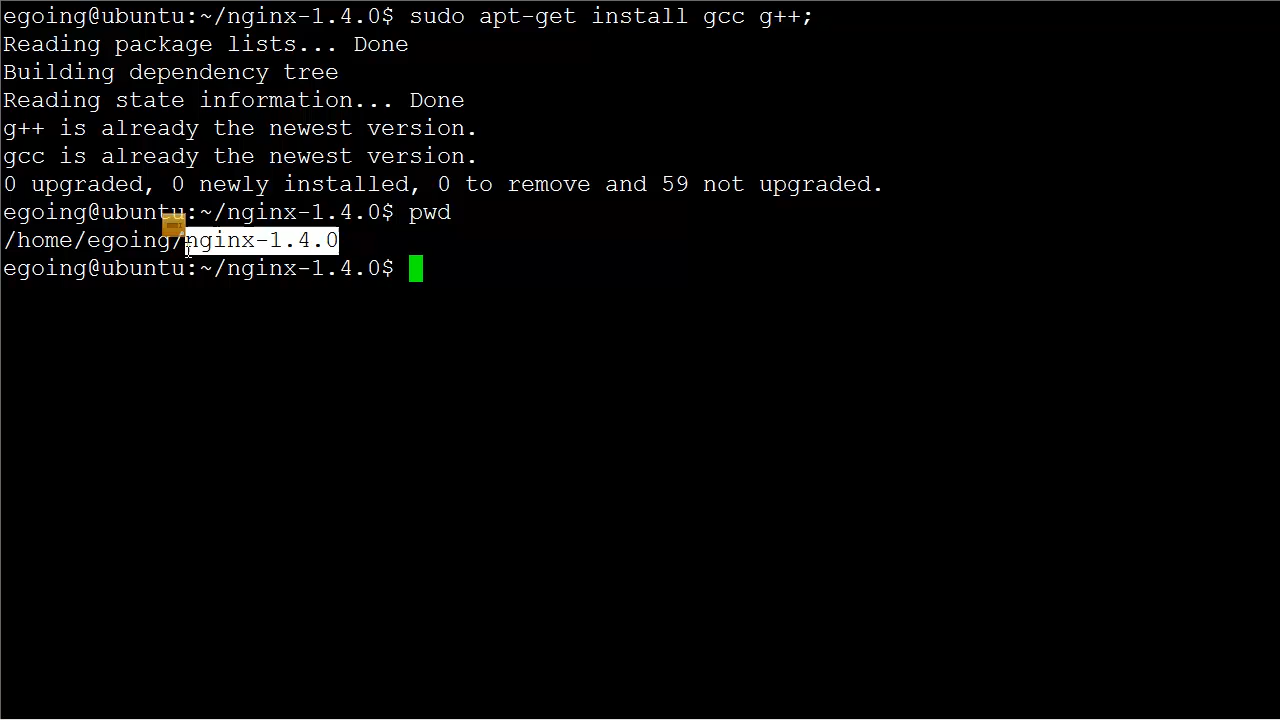 egoing@ubuntu:~/nginx-1.4.0$ sudo apt-get install gcc g++;
Reading package lists... Done
Building dependency tree
Reading state information... Done
g++ is already the newest version.
gcc is already the newest version.
0 upgraded, 0 newly installed, 0 to remove and 59 not upgraded.
egoing@ubuntu:~/nginx-1.4.0$ pwd
/home/egoing/nginx-1.4.0
egoing@ubuntu:~/nginx-1.4.0$